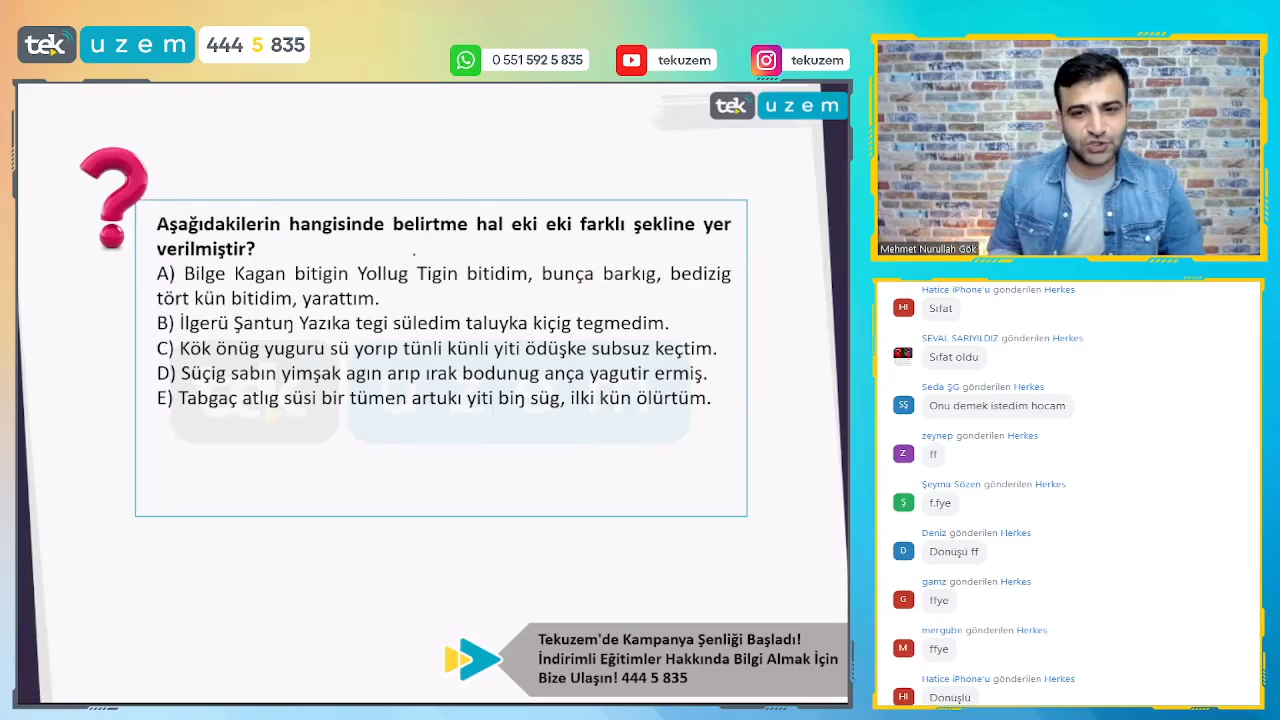 tek uzem 444 5 835
0 551 592 5 835
tekuzem
tekuzem
tek uzem
Aşağıdakilerin hangisinde belirtme hal eki eki farklı şekline yer
verilmiştir?
A) Bilge Kagan bitigin Yollug Tigin bitidim, bunça barkıg, bedizig
tört kün bitidim, yarattım.
B) İlgerü Şantuŋ Yazıka tegi süledim taluyka kiçig tegmedim.
C) Kök önüg yuguru sü yorıp tünli künli yiti ödüşke subsuz keçtim.
D) Süçig sabın yimşak agın arıp ırak bodunug ança yagutir ermiş.
E) Tabgaç atlıg süsi bir tümen artukı yiti biŋ süg, ilki kün ölürtüm.
Tekuzem'de Kampanya Şenliği Başladı!
İndirimli Eğitimler Hakkında Bilgi Almak İçin
Bize Ulaşın! 444 5 835
Mehmet Nurullah Gök
Hatice iPhone'u gönderilen Herkes
HI Sıfat
SEVAL SARIYILDIZ gönderilen Herkes
Sıfat oldu
Seda ŞG gönderilen Herkes
SŞ Onu demek istedim hocam
zeynep gönderilen Herkes
Z ff
Şeyma Sözen gönderilen Herkes
Ş f.fye
Deniz gönderilen Herkes
D Dönüşü ff
gamz gönderilen Herkes
G ffye
mergube gönderilen Herkes
M ffye
Hatice iPhone'u gönderilen Herkes
HI Dönüşlü